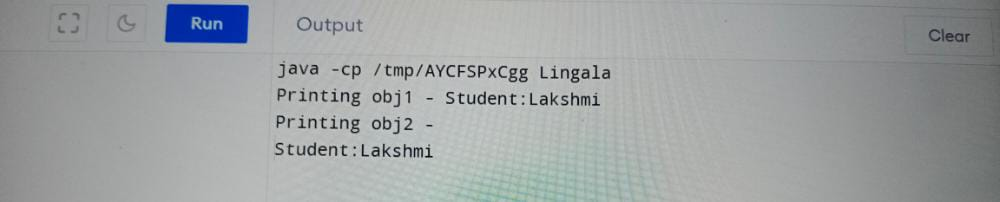 Run Output Clear
java -cp /tmp/AYCFSPxCgg Lingala
Printing obj1 - Student:Lakshmi
Printing obj2 -
Student:Lakshmi